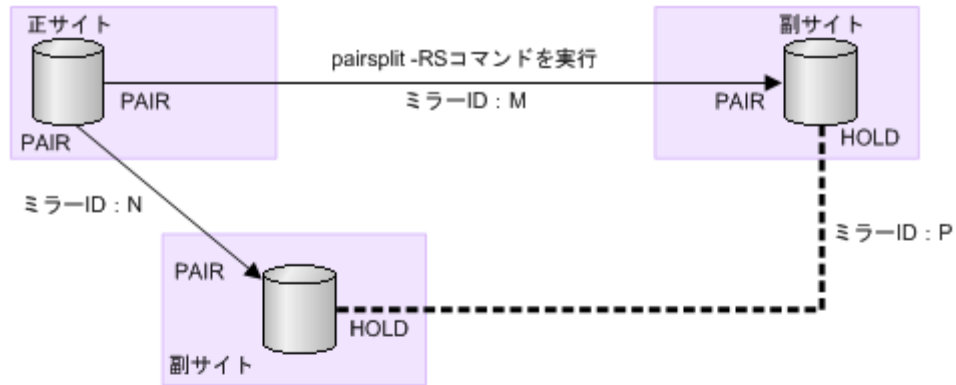 正サイト
副サイト
pairsplit -RSコマンドを実行
PAIR
ミラーID：M
PAIR
PAIR
HOLD
ミラーID：N
ミラーID：P
PAIR
HOLD
副サイト